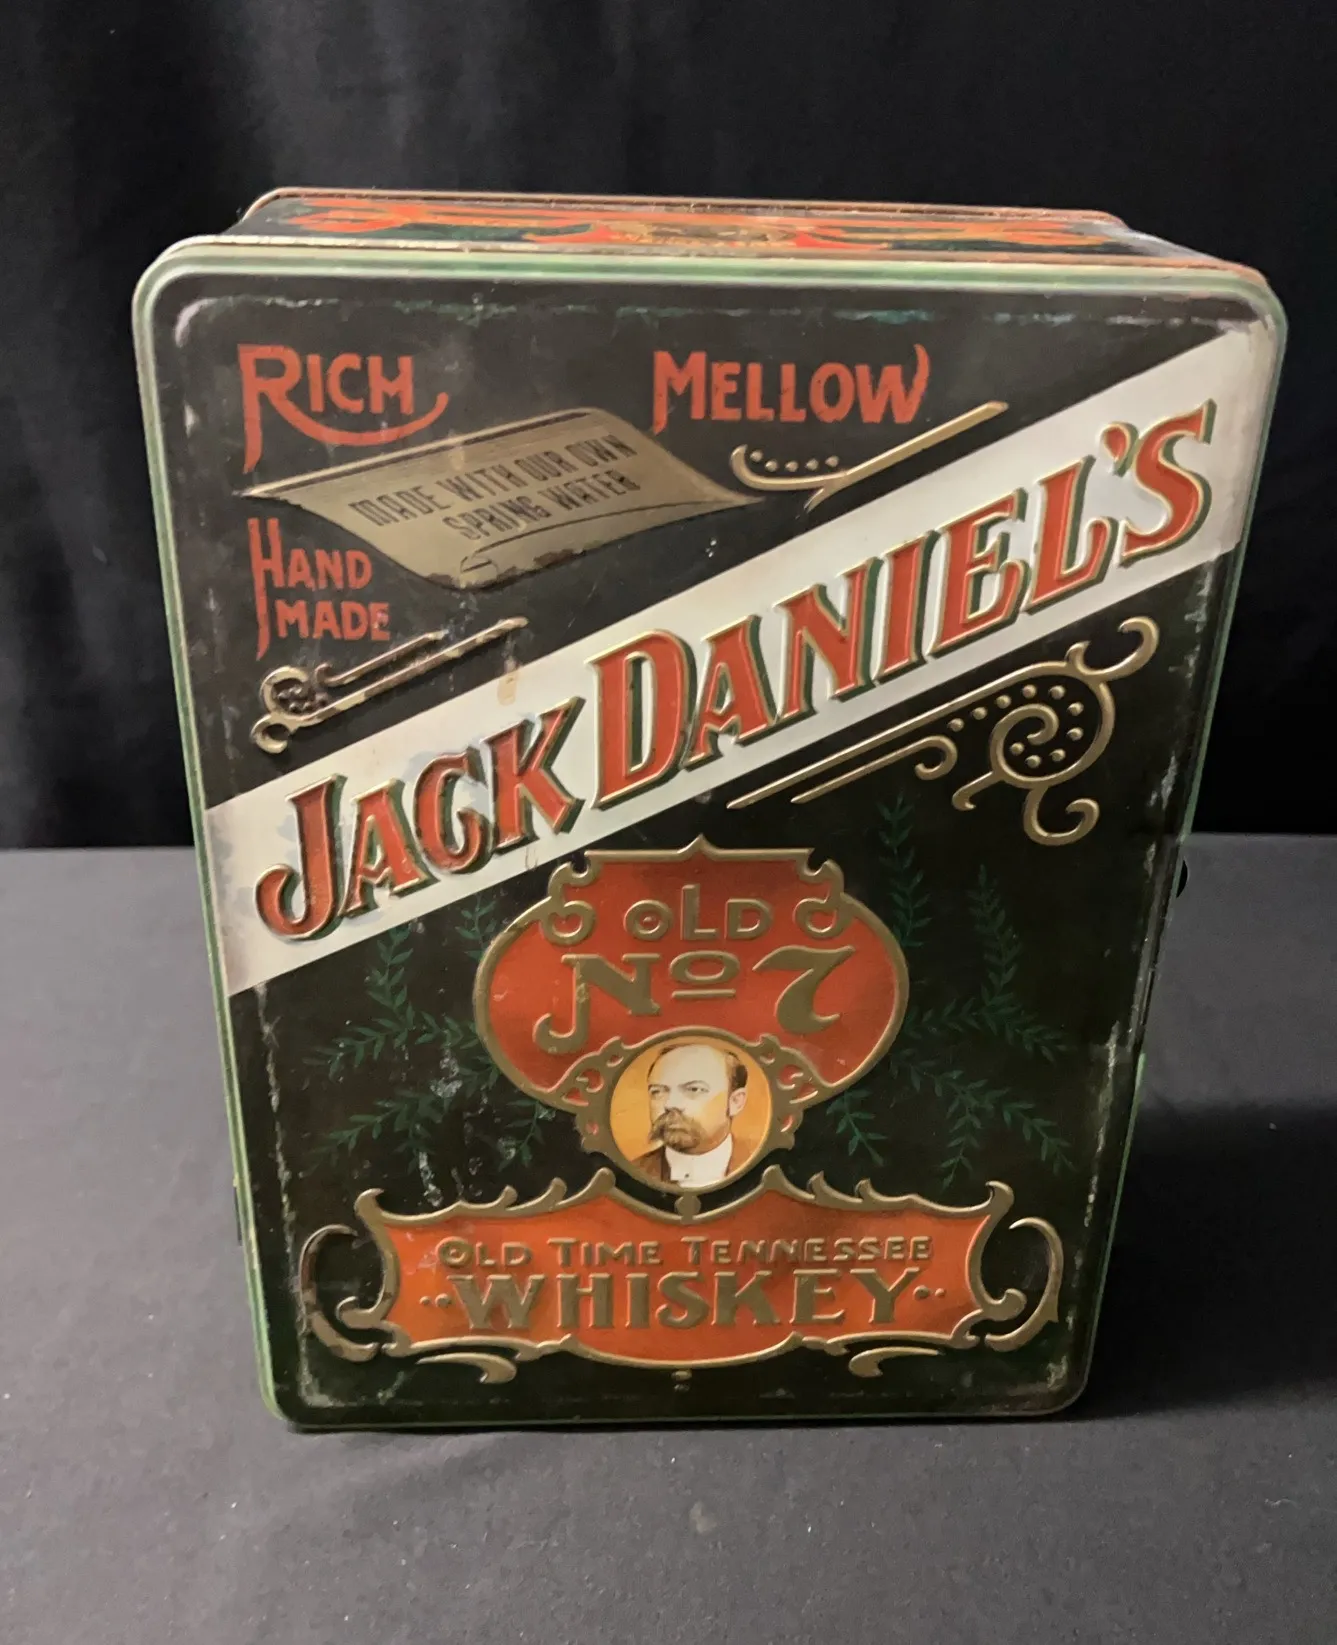 RICH
MELLOW
MADE WITH OUR OWN
SPRING WATER
HAND
MADE
JACK DANIEL'S
OLD
No 7
OLD TIME TENNESSEE
WHISKEY